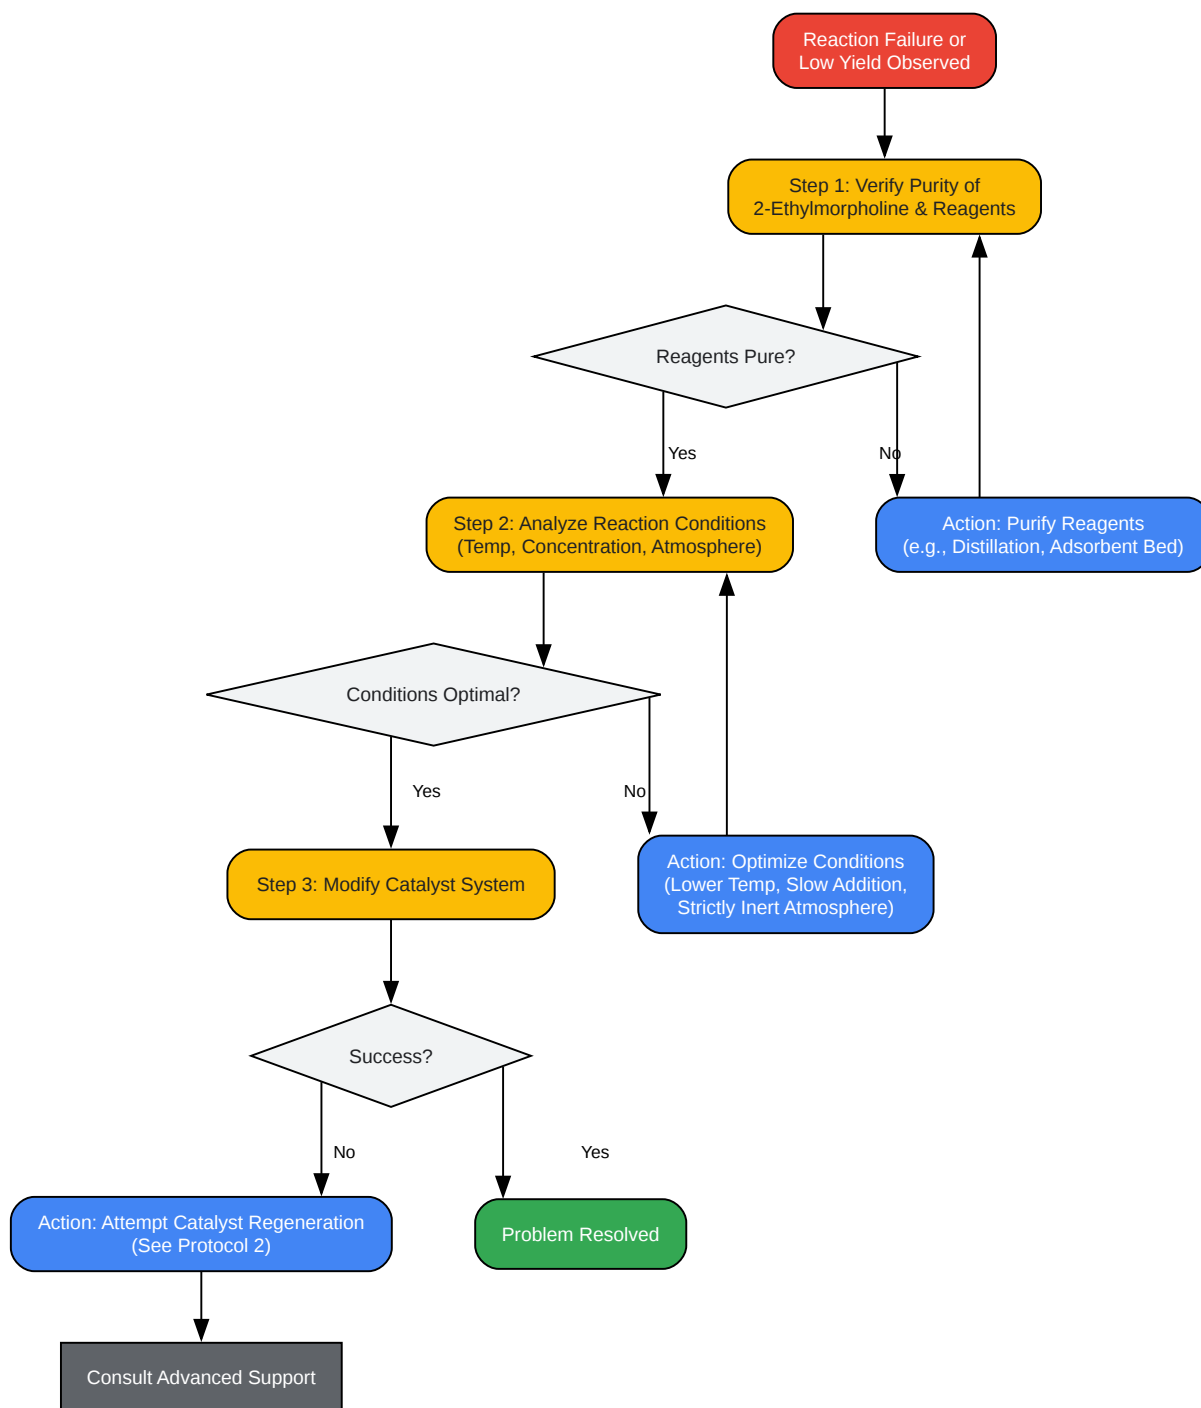 Reaction Failure or
Low Yield Observed
Step 1: Verify Purity of
2-Ethylmorpholine & Reagents
Reagents Pure?
Yes
No
Step 2: Analyze Reaction Conditions
(Temp, Concentration, Atmosphere)
Action: Purify Reagents
(e.g., Distillation, Adsorbent Bed)
Conditions Optimal?
Yes
No
Step 3: Modify Catalyst System
Action: Optimize Conditions
(Lower Temp, Slow Addition,
Strictly Inert Atmosphere)
Success?
No
Yes
Action: Attempt Catalyst Regeneration
(See Protocol 2)
Problem Resolved
Consult Advanced Support